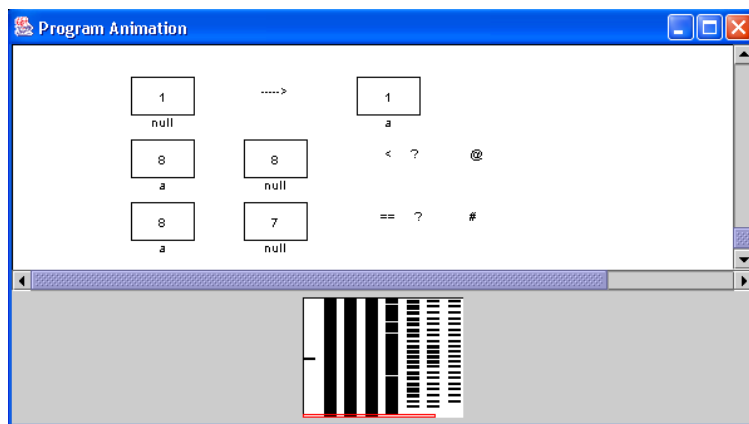 Program Animation
1 -----> 1
null a
8 8 < ? @
a null
8 7 == ? #
a null